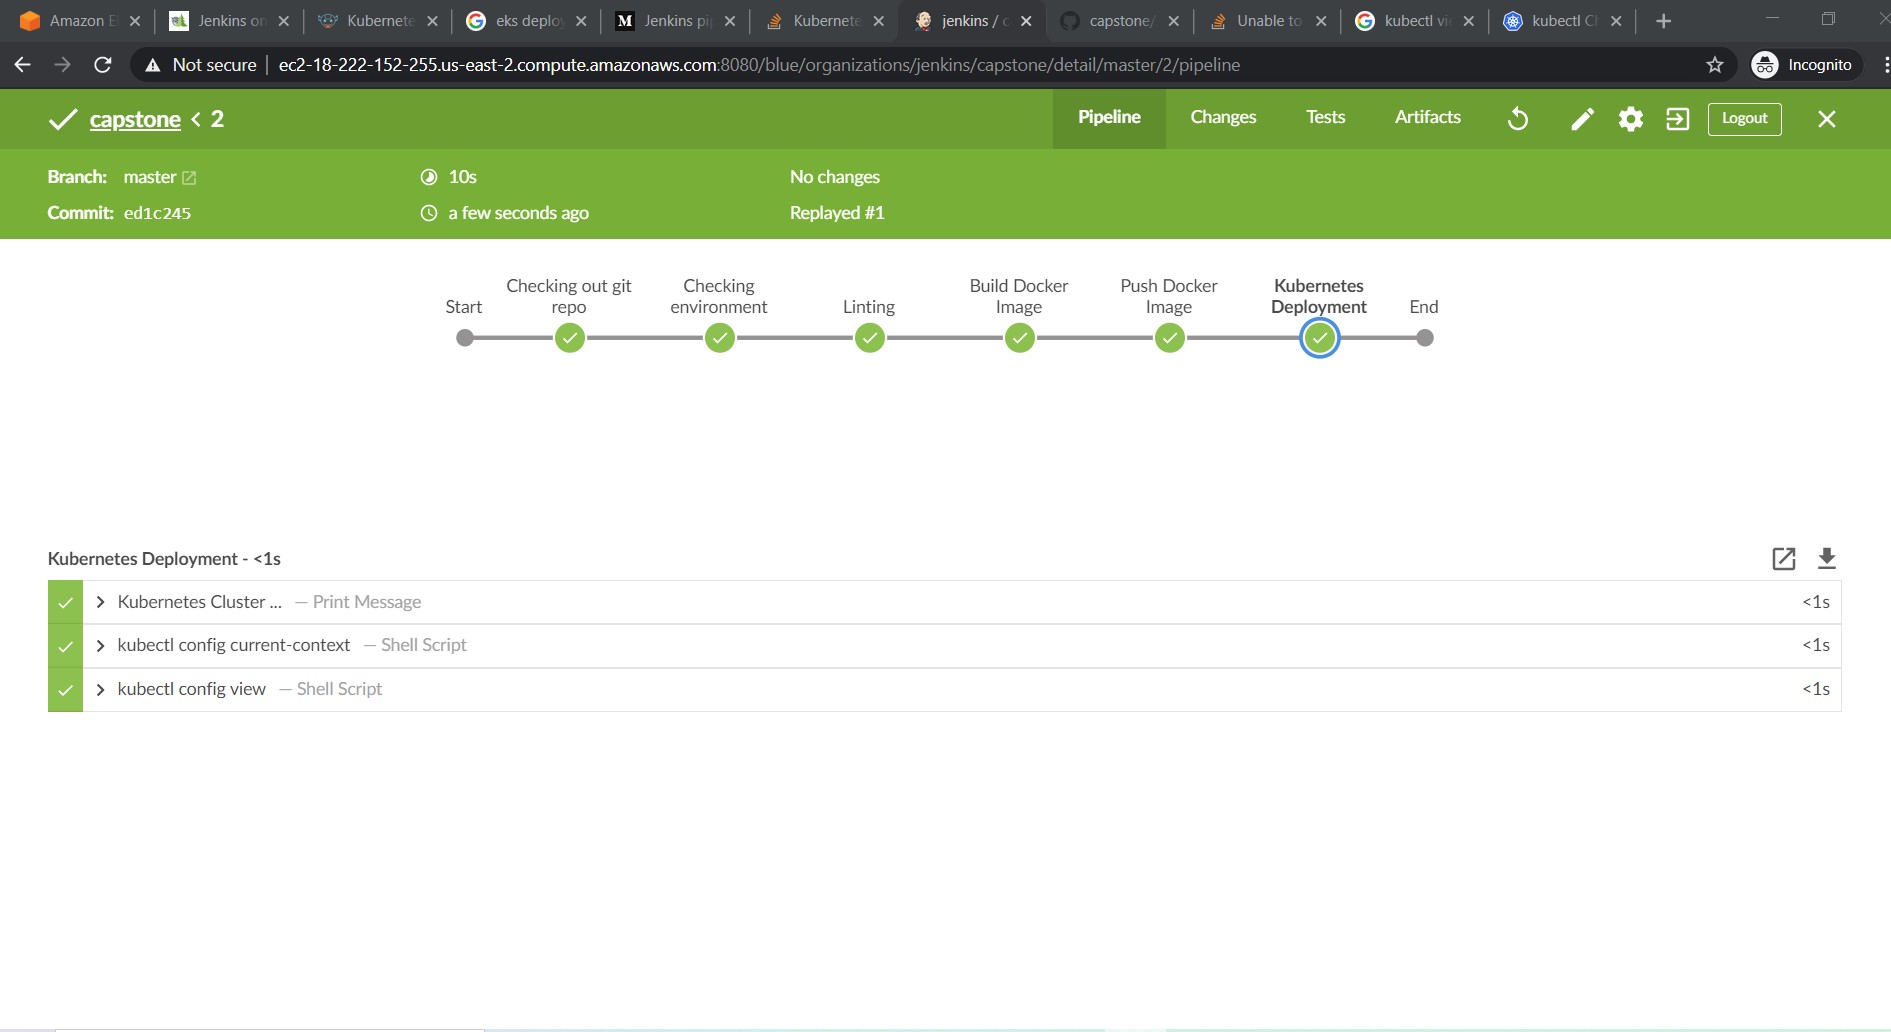 Amazon E
Jenkins on
Kubernete
eks deploy
Jenkins pi
Kubernete
jenkins / c
capstone/
Unable to
kubectl vi
kubectl Ch
Not secure
ec2-18-222-152-255.us-east-2.compute.amazonaws.com:8080/blue/organizations/jenkins/capstone/detail/master/2/pipeline
Incognito
capstone < 2
Pipeline
Changes
Tests
Artifacts
Logout
Branch: master
10s
No changes
Commit: ed1c245
a few seconds ago
Replayed #1
Start
Checking out git
repo
Checking
environment
Linting
Build Docker
Image
Push Docker
Image
Kubernetes
Deployment
End
Kubernetes Deployment - <1s
Kubernetes Cluster ... — Print Message <1s
kubectl config current-context — Shell Script <1s
kubectl config view — Shell Script <1s